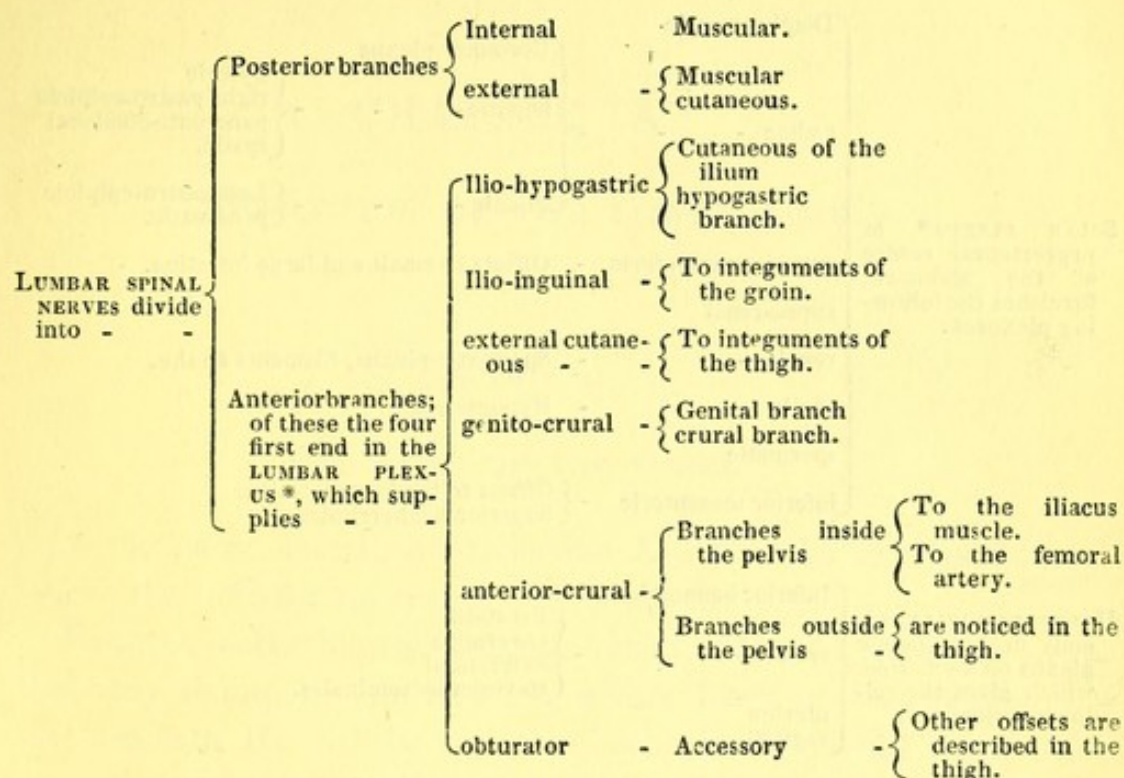 LUMBAR SPINAL
NERVES divide
into - -
Posterior branches
Internal
Muscular.
external -
Muscular
cutaneous.
Anterior branches;
of these the four
first end in the
LUMBAR PLEX-
US *, which sup-
plies - -
Ilio-hypogastric
Cutaneous of the
ilium
hypogastric
branch.
Ilio-inguinal -
To integuments of
the groin.
external cutane-
ous - -
To integuments of
the thigh.
genito-crural -
Genital branch
crural branch.
anterior-crural -
Branches inside
the pelvis
To the iliacus
muscle.
To the femoral
artery.
Branches outside
the pelvis -
are noticed in the
thigh.
obturator -
Accessory -
Other offsets are
described in the
thigh.